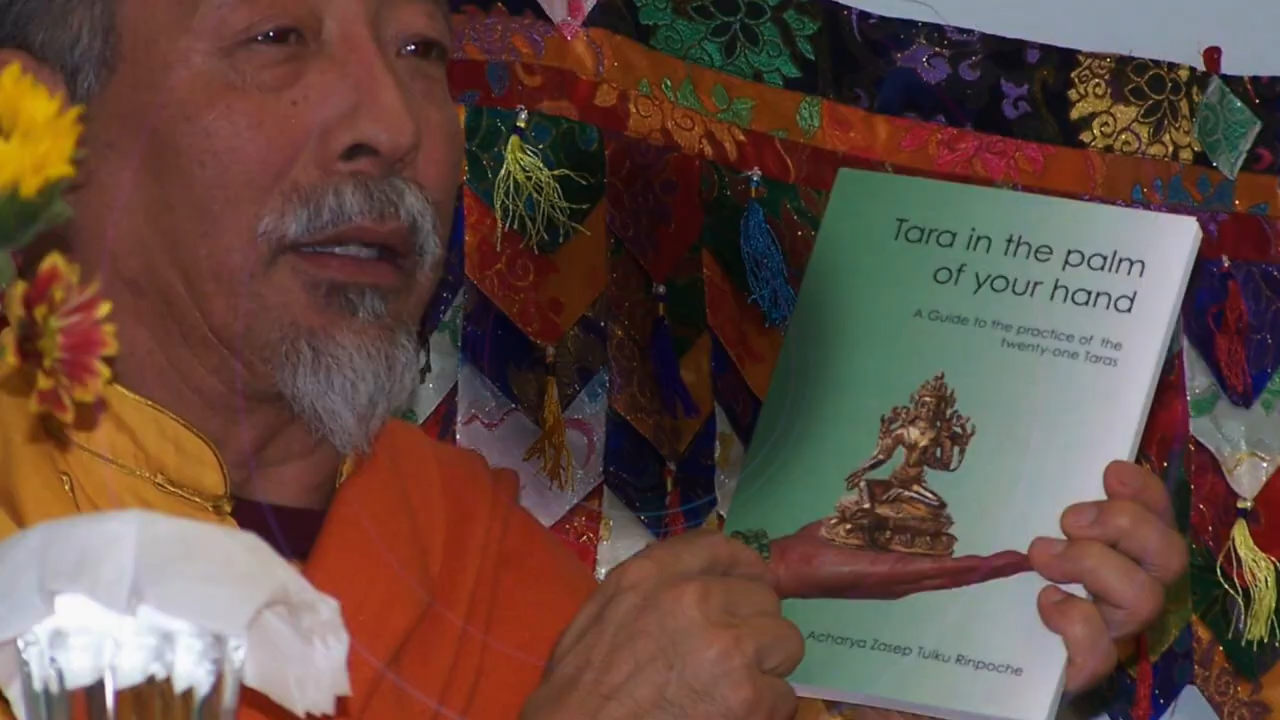 Tara in the palm
of your hand
A Guide to the practice of the
twenty-one Taras
Acharya Zasep Tulku Rinpoche